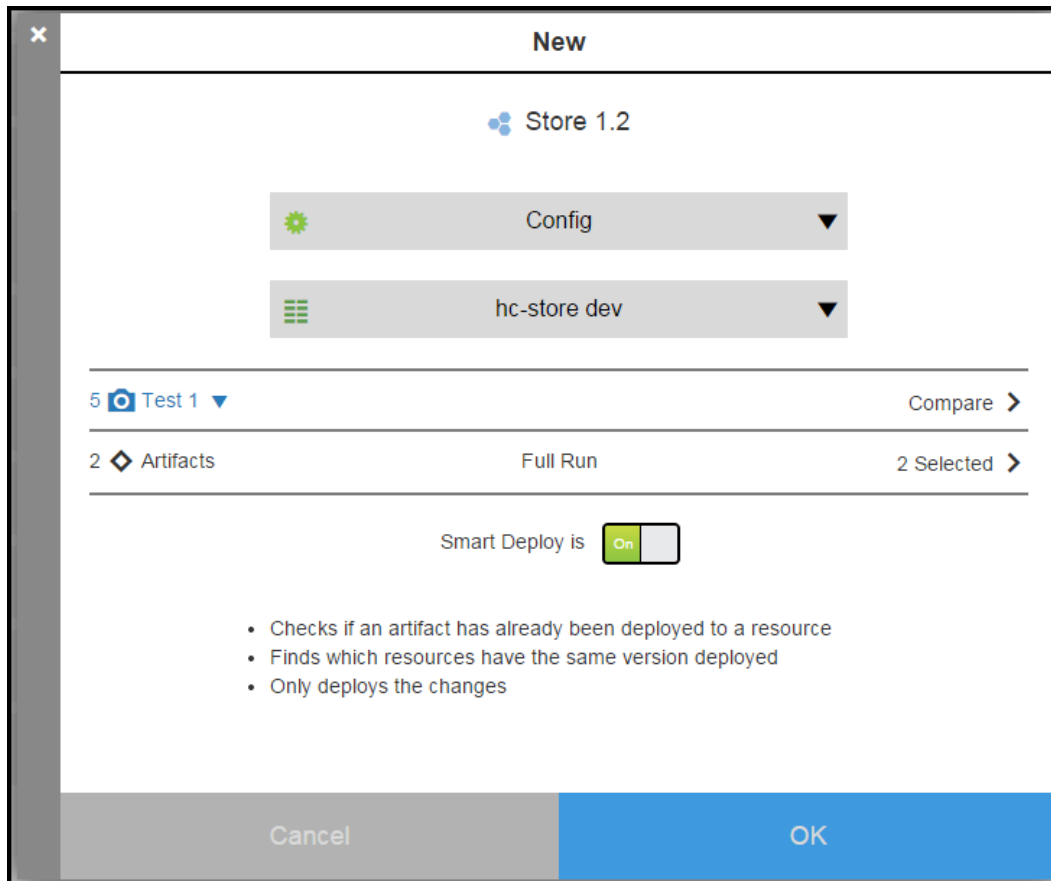 New
Store 1.2
Config
hc-store dev
5 Test 1 Compare
2 Artifacts Full Run 2 Selected
Smart Deploy is On
• Checks if an artifact has already been deployed to a resource
• Finds which resources have the same version deployed
• Only deploys the changes
Cancel OK